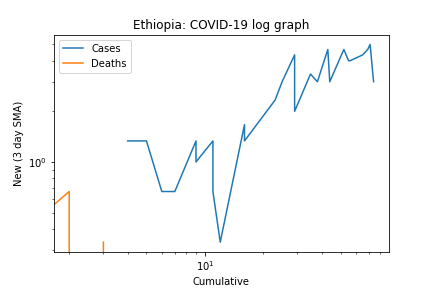 Ethiopia: COVID-19 log graph
Cases
Deaths
New (3 day SMA)
10⁰
10¹
Cumulative